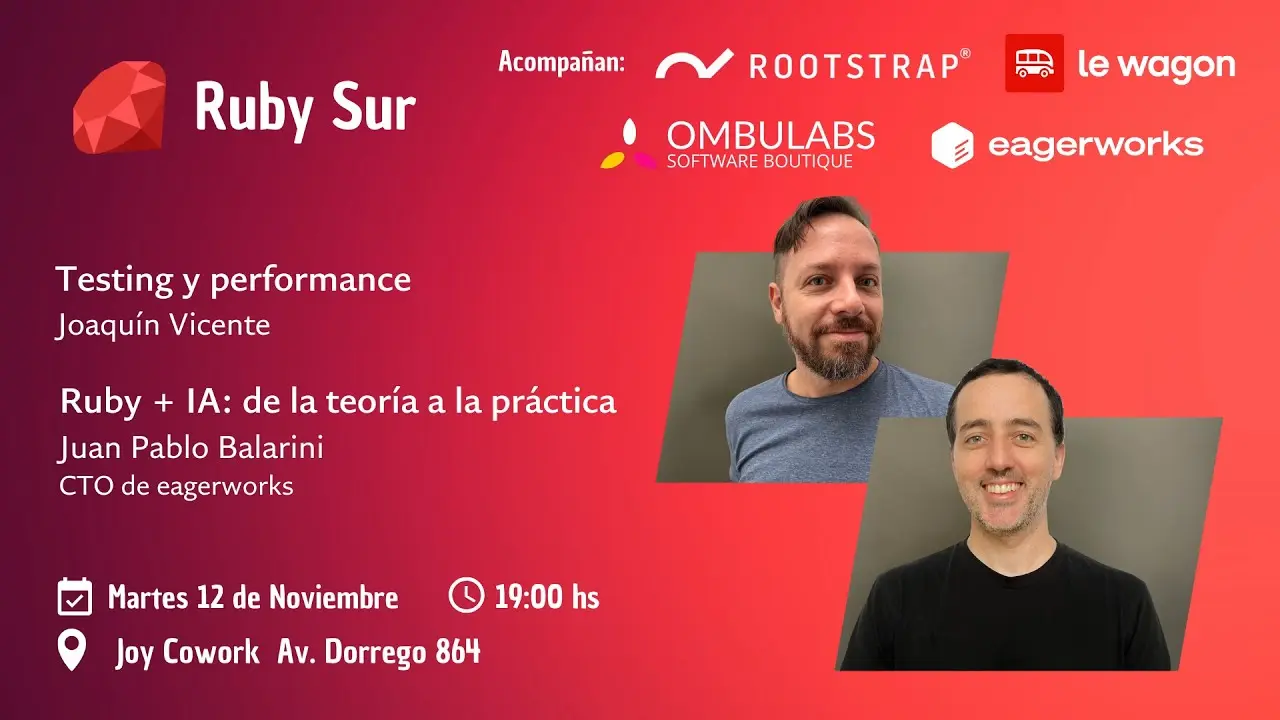 Ruby Sur
Acompañan:
ROOTSTRAP®
le wagon
OMBULABS
SOFTWARE BOUTIQUE
eagerworks
Testing y performance
Joaquín Vicente
Ruby + IA: de la teoría a la práctica
Juan Pablo Balarini
CTO de eagerworks
Martes 12 de Noviembre
19:00 hs
Joy Cowork Av. Dorrego 864